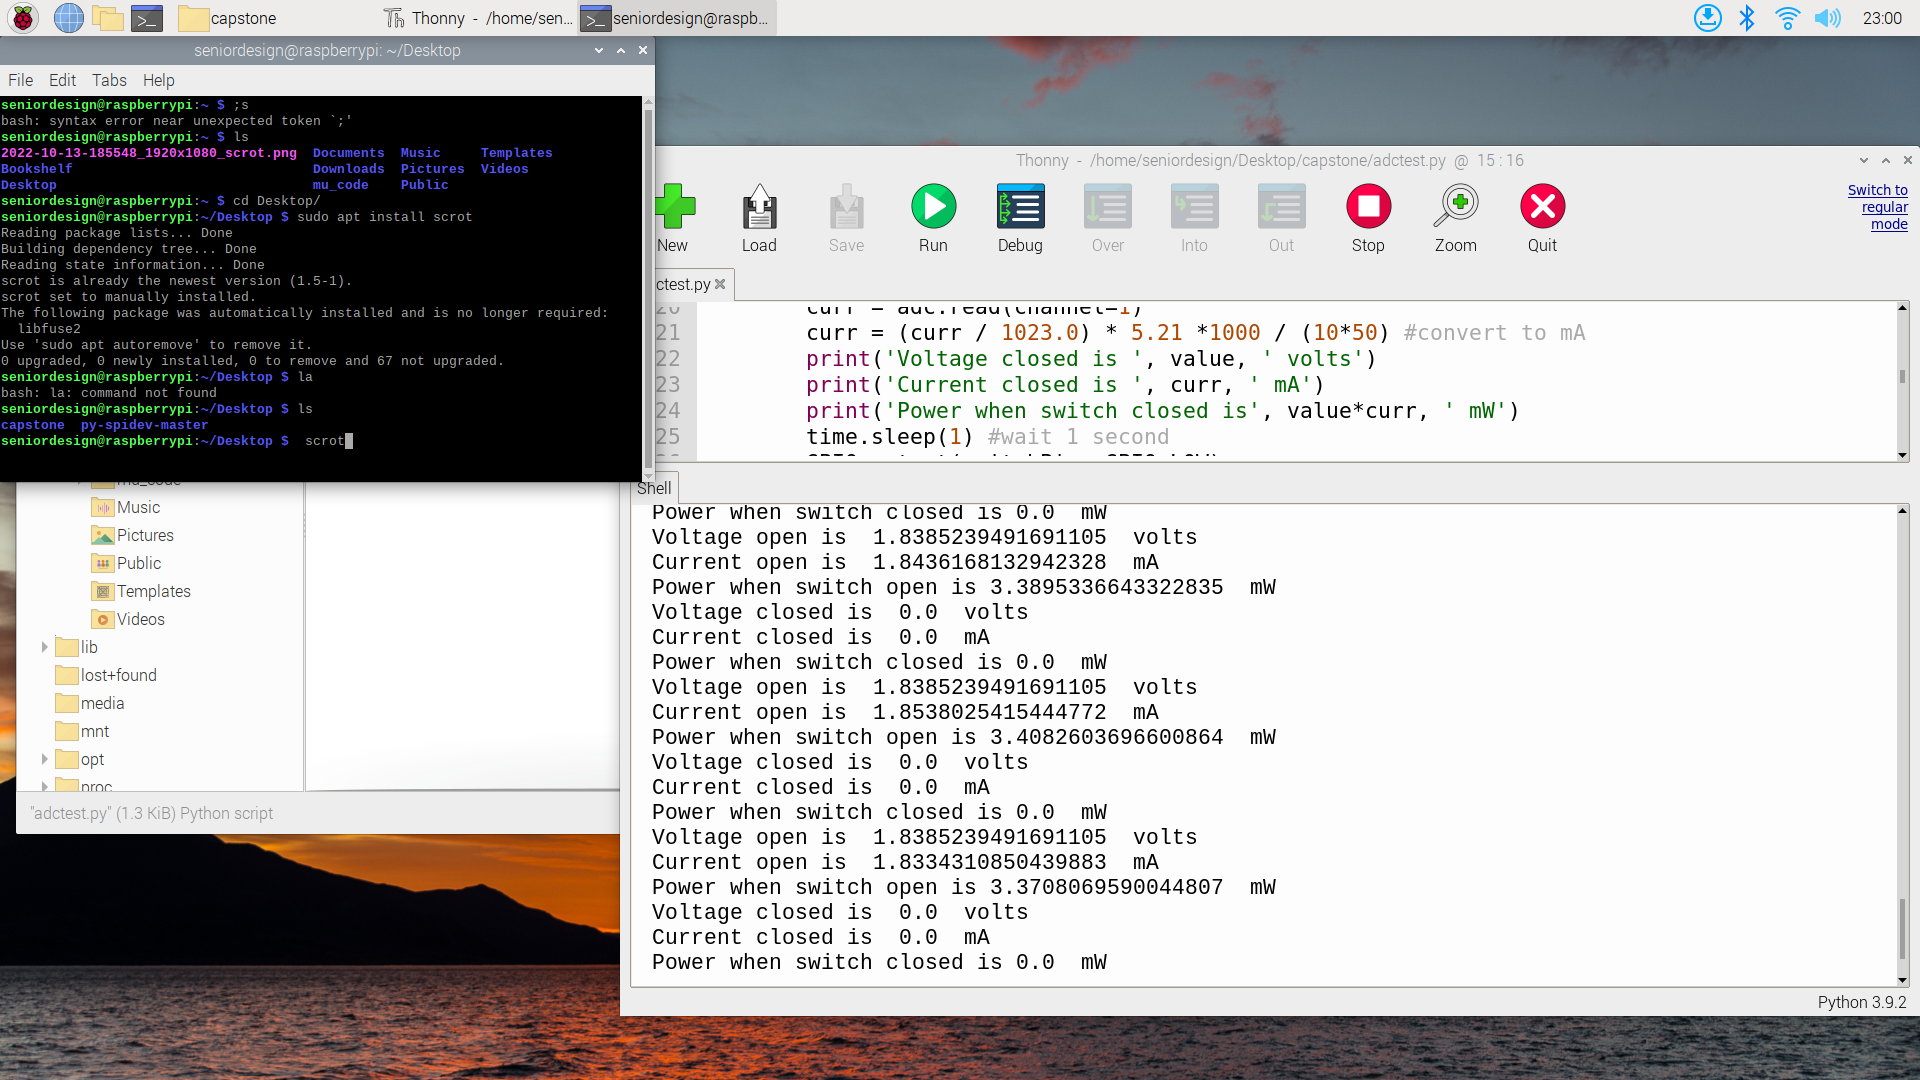 capstone
Thonny  -  /home/sen...
seniordesign@raspb...
23:00
seniordesign@raspberrypi: ~/Desktop
File Edit Tabs Help
seniordesign@raspberrypi:~ $ ;s
bash: syntax error near unexpected token `;'
seniordesign@raspberrypi:~ $ ls
2022-10-13-185548_1920x1080_scrot.png  Documents  Music     Templates
Bookshelf                              Downloads  Pictures  Videos
Desktop                                mu_code    Public
seniordesign@raspberrypi:~ $ cd Desktop/
seniordesign@raspberrypi:~/Desktop $ sudo apt install scrot
Reading package lists... Done
Building dependency tree... Done
Reading state information... Done
scrot is already the newest version (1.5-1).
scrot set to manually installed.
The following package was automatically installed and is no longer required:
  libfuse2
Use 'sudo apt autoremove' to remove it.
0 upgraded, 0 newly installed, 0 to remove and 67 not upgraded.
seniordesign@raspberrypi:~/Desktop $ la
bash: la: command not found
seniordesign@raspberrypi:~/Desktop $ ls
capstone  py-spidev-master
seniordesign@raspberrypi:~/Desktop $  scrot
mu_code
Music
Pictures
Public
Templates
Videos
lib
lost+found
media
mnt
opt
proc
"adctest.py" (1.3 KiB) Python script
Thonny  -  /home/seniordesign/Desktop/capstone/adctest.py  @  15 : 16
New
Load
Save
Run
Debug
Over
Into
Out
Stop
Zoom
Quit
Switch to
regular
mode
ctest.py
20 curr = adc.read(channel=1)
21 curr = (curr / 1023.0) * 5.21 *1000 / (10*50) #convert to mA
22 print('Voltage closed is ', value, ' volts')
23 print('Current closed is ', curr, ' mA')
24 print('Power when switch closed is', value*curr, ' mW')
25 time.sleep(1) #wait 1 second
Shell
Power when switch closed is 0.0  mW
Voltage open is  1.8385239491691105  volts
Current open is  1.8436168132942328  mA
Power when switch open is 3.3895336643322835  mW
Voltage closed is  0.0  volts
Current closed is  0.0  mA
Power when switch closed is 0.0  mW
Voltage open is  1.8385239491691105  volts
Current open is  1.8538025415444772  mA
Power when switch open is 3.4082603696600864  mW
Voltage closed is  0.0  volts
Current closed is  0.0  mA
Power when switch closed is 0.0  mW
Voltage open is  1.8385239491691105  volts
Current open is  1.8334310850439883  mA
Power when switch open is 3.3708069590044807  mW
Voltage closed is  0.0  volts
Current closed is  0.0  mA
Power when switch closed is 0.0  mW
Python 3.9.2